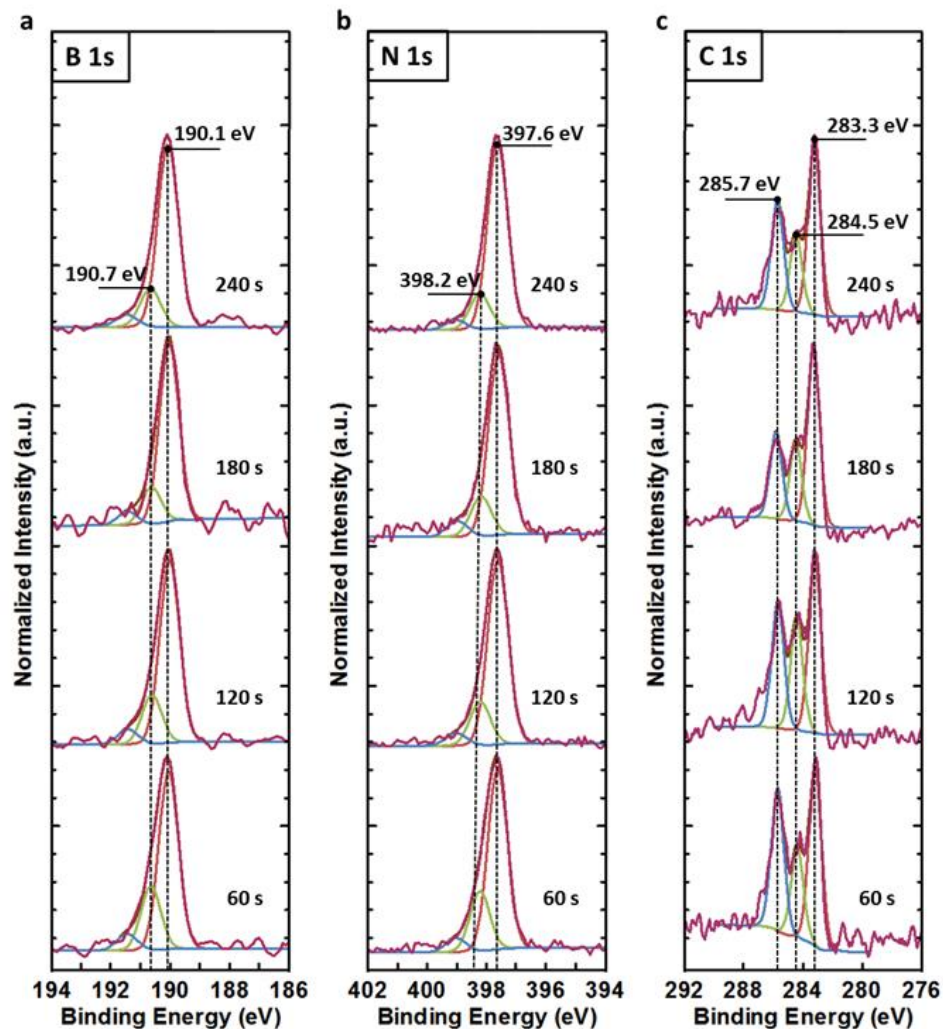 a
B 1s
190.1 eV
190.7 eV
240 s
180 s
120 s
60 s
Normalized Intensity (a.u.)
194 192 190 188 186
Binding Energy (eV)
b
N 1s
397.6 eV
398.2 eV
240 s
180 s
120 s
60 s
Normalized Intensity (a.u.)
402 400 398 396 394
Binding Energy (eV)
c
C 1s
283.3 eV
285.7 eV
284.5 eV
240 s
180 s
120 s
60 s
Normalized Intensity (a.u.)
292 288 284 280 276
Binding Energy (eV)